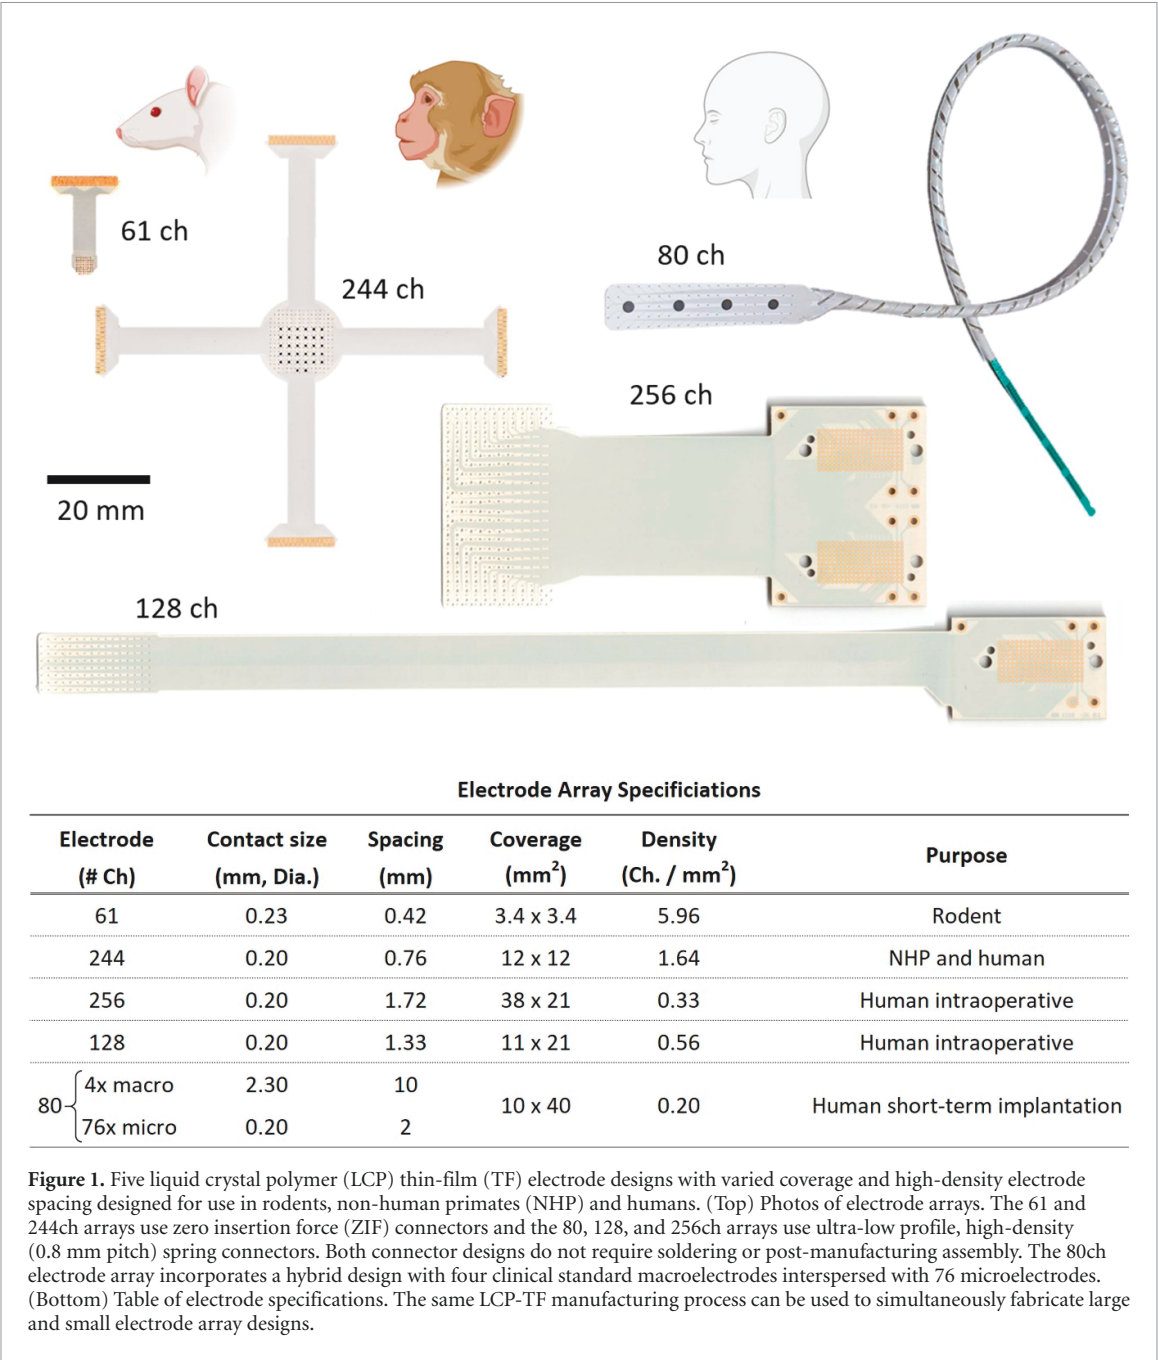 61 ch
244 ch
80 ch
256 ch
20 mm
128 ch
Electrode Array Specificiations
Electrode (# Ch) Contact size (mm, Dia.) Spacing (mm) Coverage (mm²) Density (Ch. / mm²) Purpose
61 0.23 0.42 3.4 x 3.4 5.96 Rodent
244 0.20 0.76 12 x 12 1.64 NHP and human
256 0.20 1.72 38 x 21 0.33 Human intraoperative
128 0.20 1.33 11 x 21 0.56 Human intraoperative
80 4x macro 2.30 10 10 x 40 0.20 Human short-term implantation
76x micro 0.20 2
Figure 1. Five liquid crystal polymer (LCP) thin-film (TF) electrode designs with varied coverage and high-density electrode
spacing designed for use in rodents, non-human primates (NHP) and humans. (Top) Photos of electrode arrays. The 61 and
244ch arrays use zero insertion force (ZIF) connectors and the 80, 128, and 256ch arrays use ultra-low profile, high-density
(0.8 mm pitch) spring connectors. Both connector designs do not require soldering or post-manufacturing assembly. The 80ch
electrode array incorporates a hybrid design with four clinical standard macroelectrodes interspersed with 76 microelectrodes.
(Bottom) Table of electrode specifications. The same LCP-TF manufacturing process can be used to simultaneously fabricate large
and small electrode array designs.